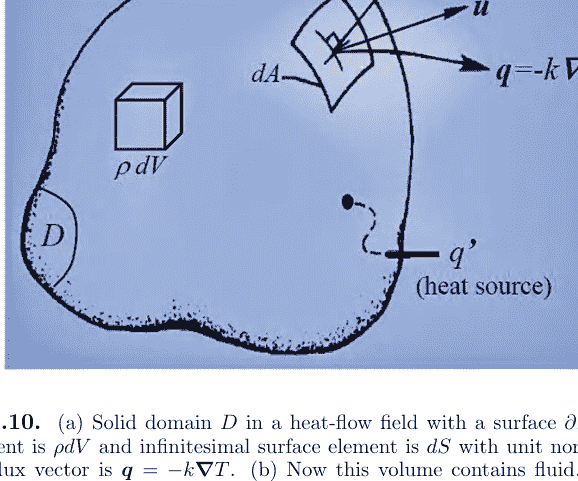 u
dA
q=-k∇
ρ dV
D
q’
(heat source)
.10. (a) Solid domain D in a heat-flow field with a surface ∂
ent is ρdV and infinitesimal surface element is dS with unit nor
lux vector is q = −k∇T. (b) Now this volume contains fluid.